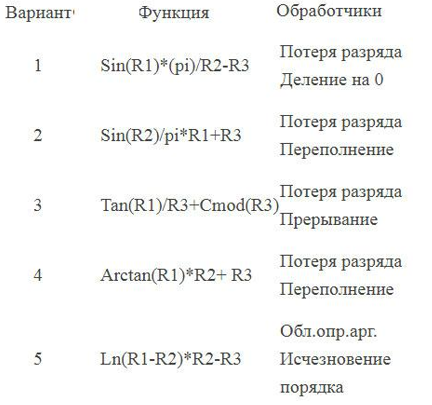 Вариант Функция Обработчики
1 Sin(R1)*(pi)/R2-R3 Потеря разряда
Деление на 0
2 Sin(R2)/pi*R1+R3 Потеря разряда
Переполнение
3 Tan(R1)/R3+Cmod(R3) Потеря разряда
Прерывание
4 Arctan(R1)*R2+ R3 Потеря разряда
Переполнение
5 Ln(R1-R2)*R2-R3 Обл.опр.арг.
Исчезновение
порядка